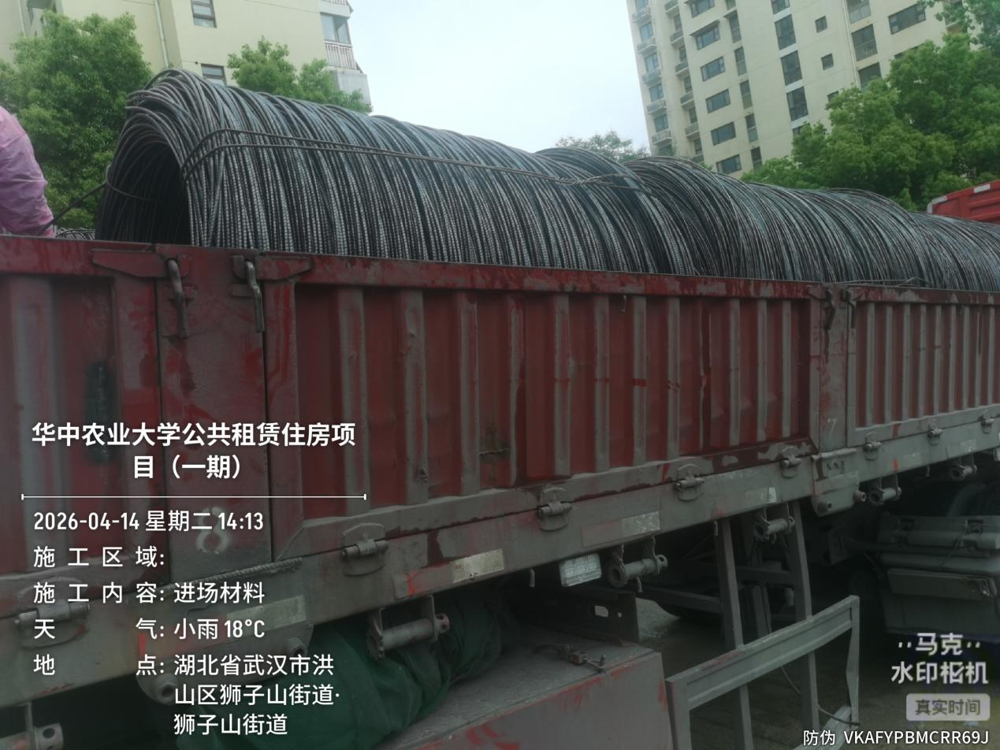 华中农业大学公共租赁住房项
目（一期）
2026-04-14 星期二 14:13
施工区域:
施工内容: 进场材料
天气: 小雨 18°C
地点: 湖北省武汉市洪
山区狮子山街道·
狮子山街道
8
7
马克
水印相机
真实时间
防伪 VKAFYPBMCRR69J